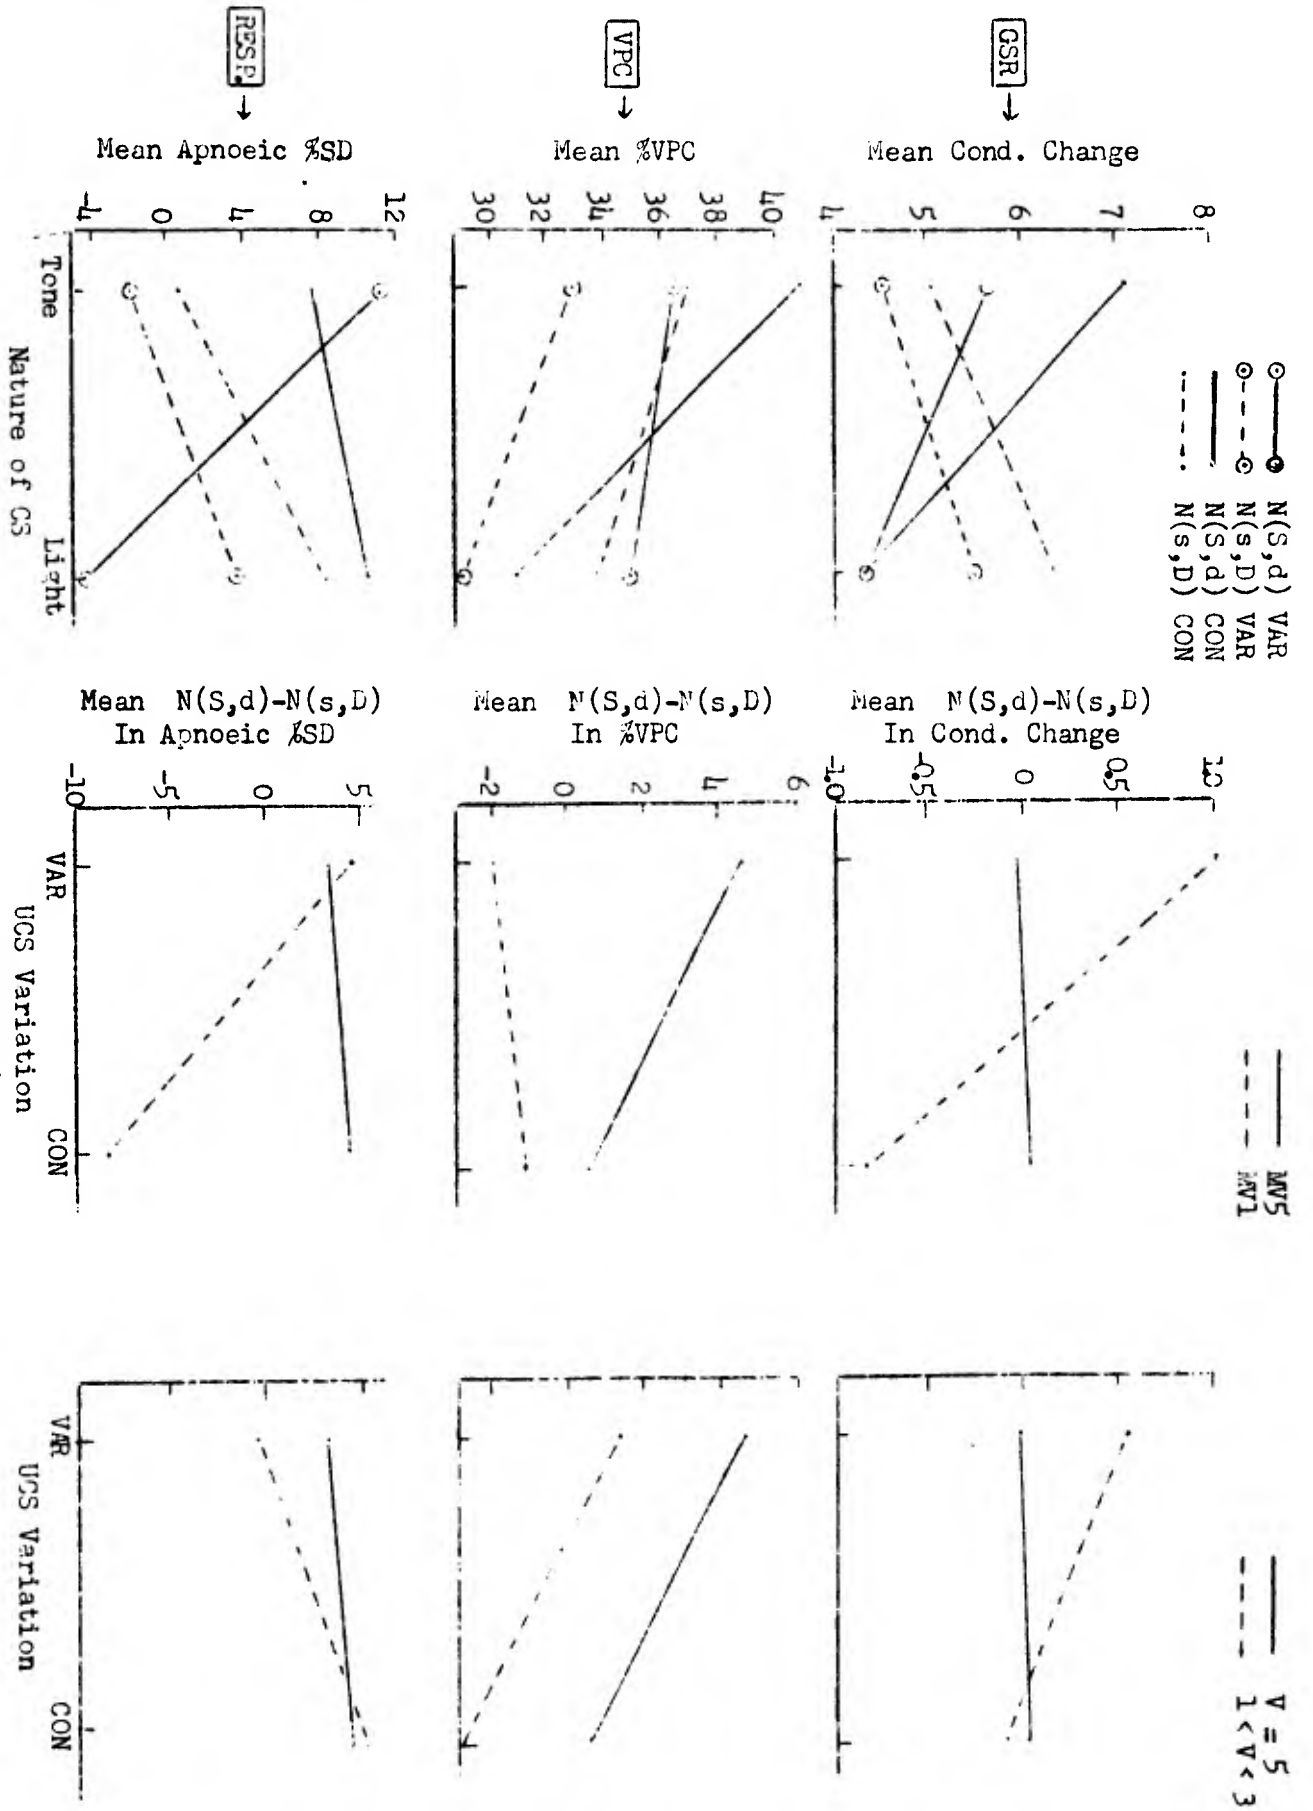 N(S,d) VAR
N(s,D) VAR
N(S,d) CON
N(s,D) CON
MV5
MV1
V = 5
1 < V < 3
GSR →
Mean Cond. Change
8
7
6
5
4
Mean N(S,d)-N(s,D)
In Cond. Change
1.0
0.5
0
-0.5
-1.0
VPC →
Mean %VPC
40
38
36
34
32
30
Mean N(S,d)-N(s,D)
In %VPC
6
4
2
0
-2
RESP. →
Mean Apnoeic %SD
12
8
4
0
-4
Mean N(S,d)-N(s,D)
In Apnoeic %SD
5
0
-5
-10
Tone Light
Nature of CS
VAR CON
UCS Variation
VAR CON
UCS Variation